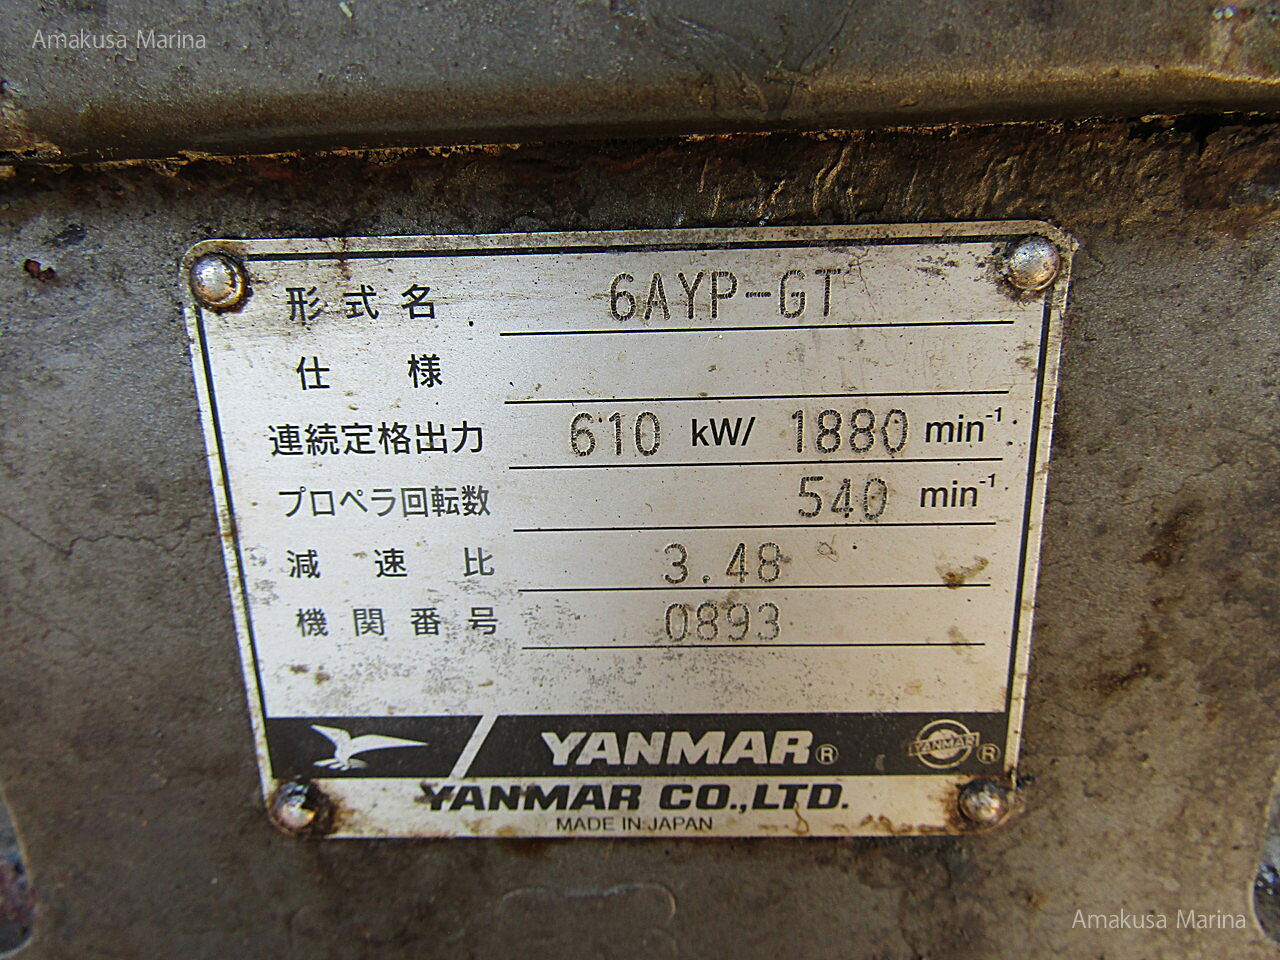 Amakusa Marina
形式名 6AYP-GT
仕様
連続定格出力 610 kW/ 1880 min-1
プロペラ回転数 540 min-1
減速比 3.48
機関番号 0893
YANMAR® YANMAR ®
YANMAR CO.,LTD.
MADE IN JAPAN
Amakusa Marina